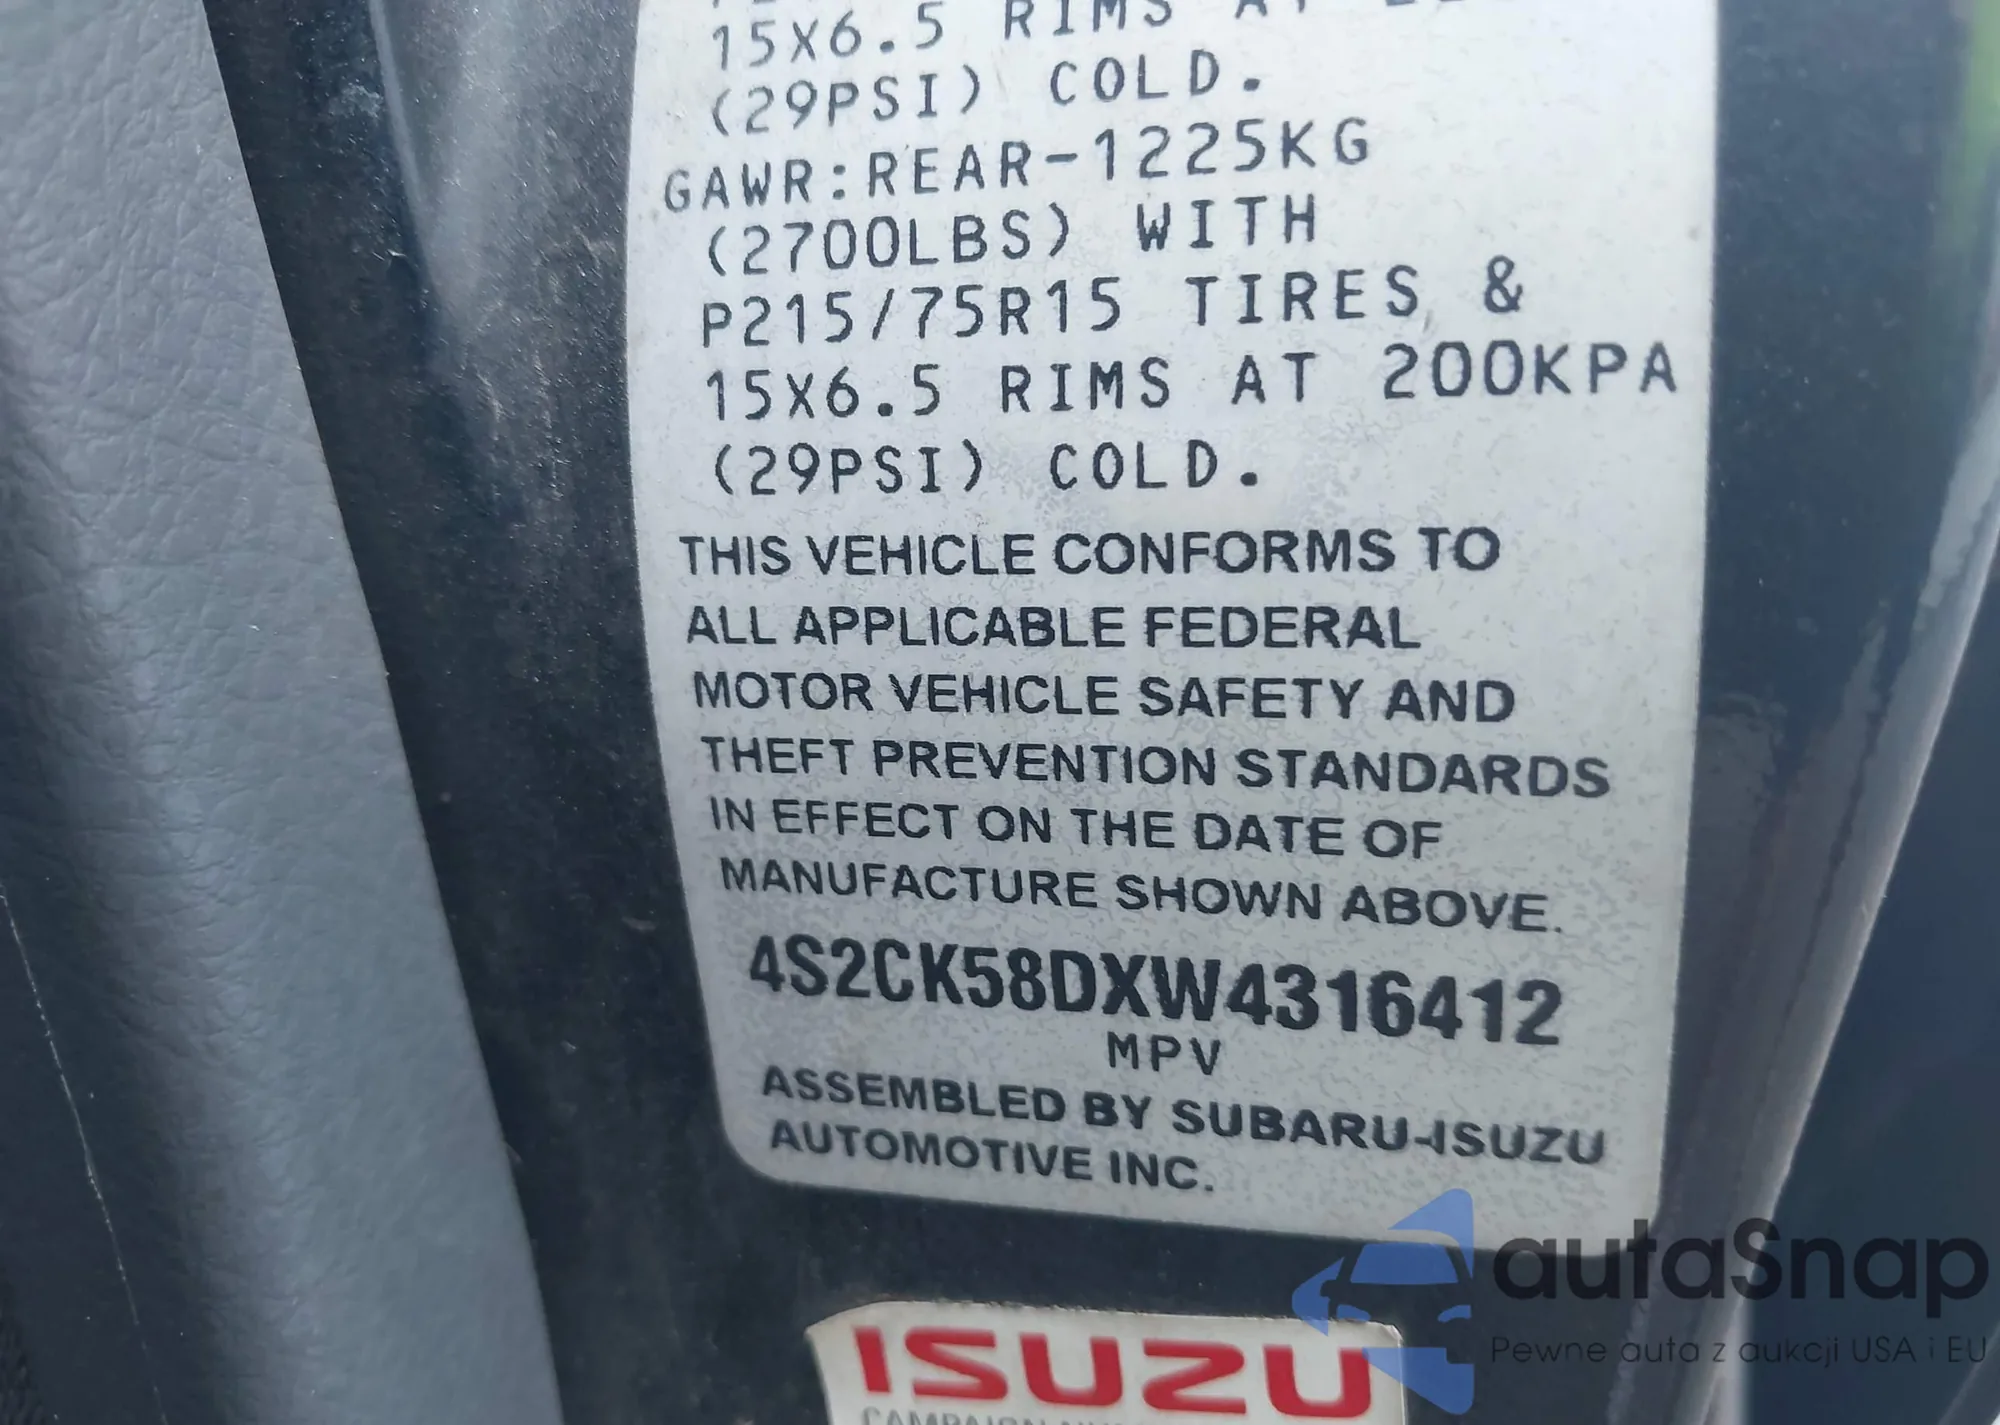 15X6.5 RIMS AT
(29PSI) COLD.
GAWR:REAR-1225KG
(2700LBS) WITH
P215/75R15 TIRES &
15X6.5 RIMS AT 200KPA
(29PSI) COLD.
THIS VEHICLE CONFORMS TO
ALL APPLICABLE FEDERAL
MOTOR VEHICLE SAFETY AND
THEFT PREVENTION STANDARDS
IN EFFECT ON THE DATE OF
MANUFACTURE SHOWN ABOVE.
4S2CK58DXW4316412
MPV
ASSEMBLED BY SUBARU-ISUZU
AUTOMOTIVE INC.
autaSnap
Pewne auta z aukcji USA i EU
ISUZU
CAMPAIGN